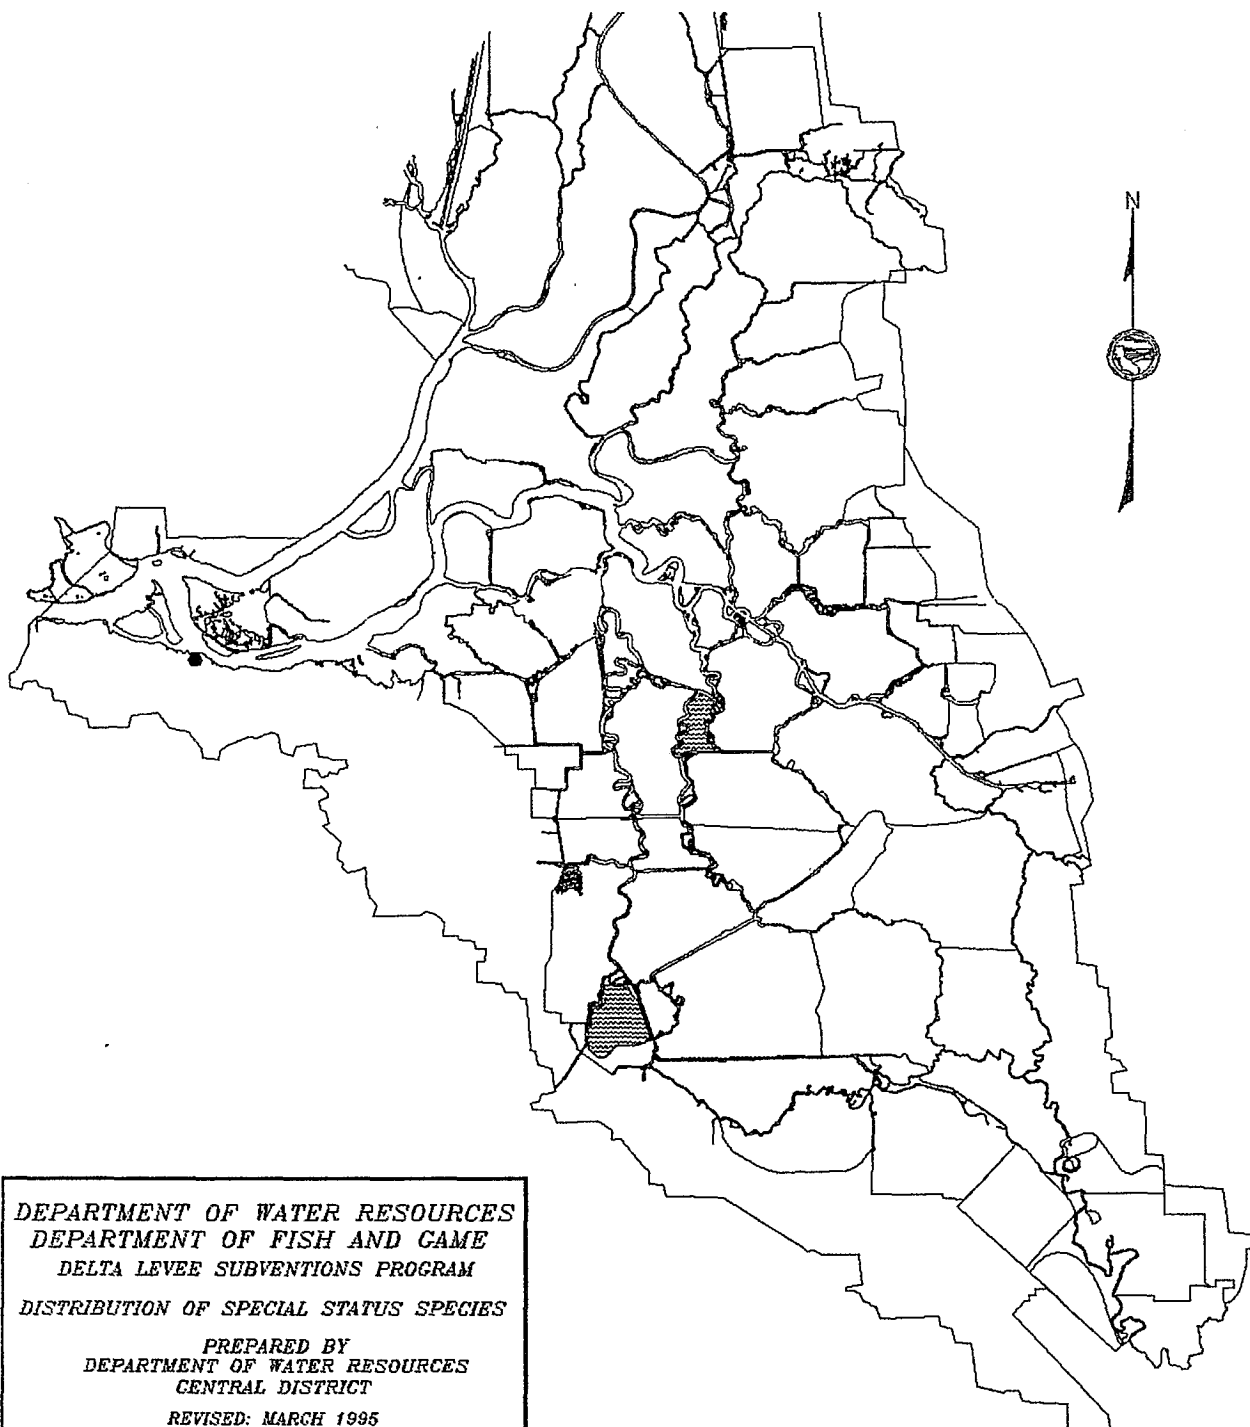 N
DEPARTMENT OF WATER RESOURCES
DEPARTMENT OF FISH AND GAME
DELTA LEVEE SUBVENTIONS PROGRAM
DISTRIBUTION OF SPECIAL STATUS SPECIES
PREPARED BY
DEPARTMENT OF WATER RESOURCES
CENTRAL DISTRICT
REVISED: MARCH 1995